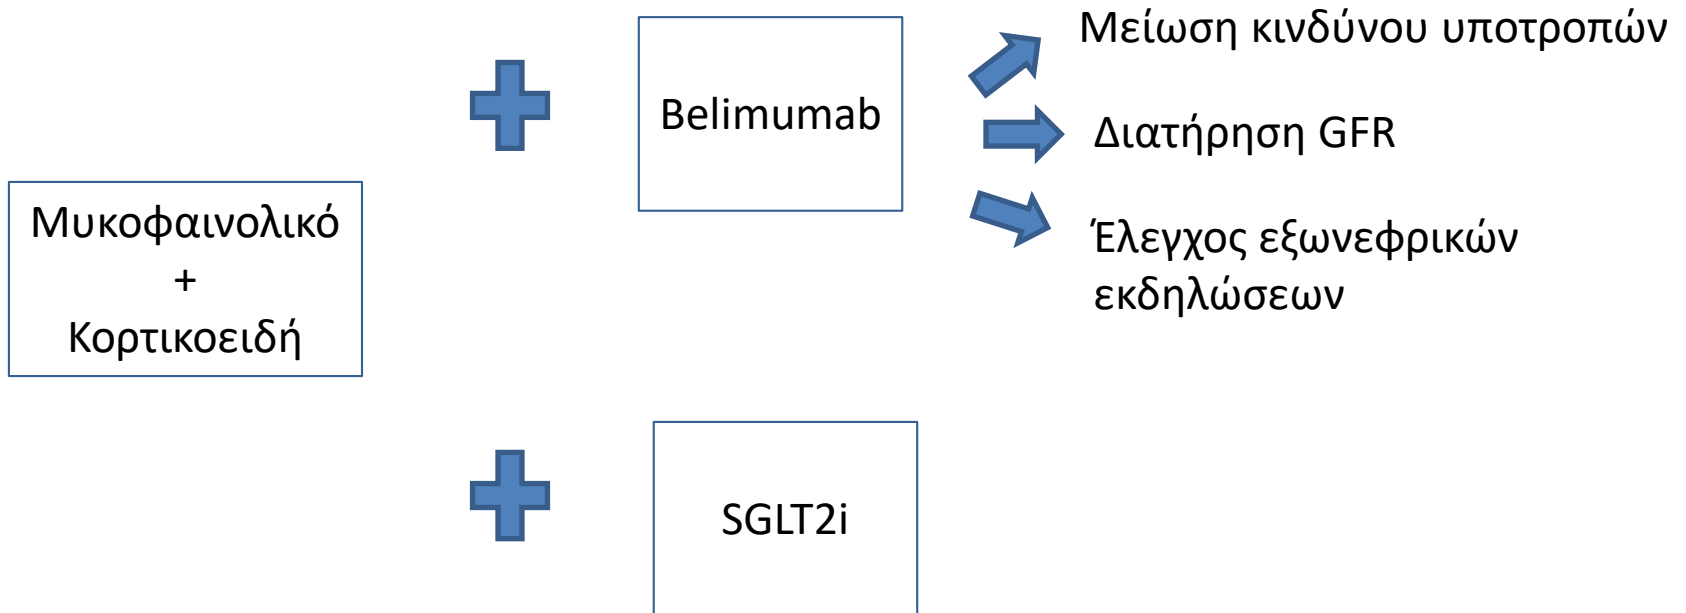 Μυκοφαινολικό
+
Κορτικοειδή
Belimumab
Μείωση κινδύνου υποτροπών
Διατήρηση GFR
Έλεγχος εξωνεφρικών
εκδηλώσεων
SGLT2i